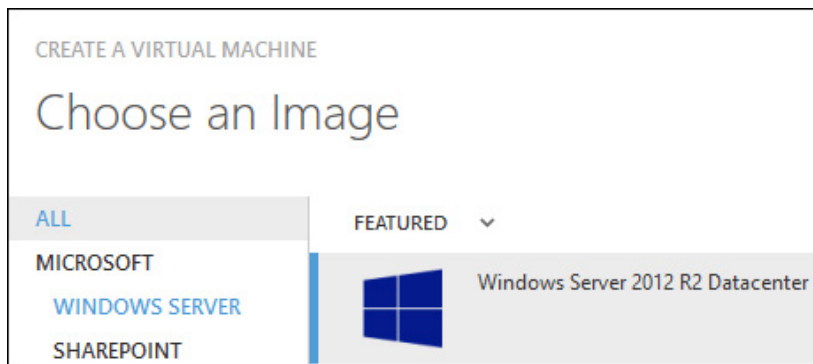 CREATE A VIRTUAL MACHINE
Choose an Image
ALL
MICROSOFT
WINDOWS SERVER
SHAREPOINT
FEATURED
Windows Server 2012 R2 Datacenter